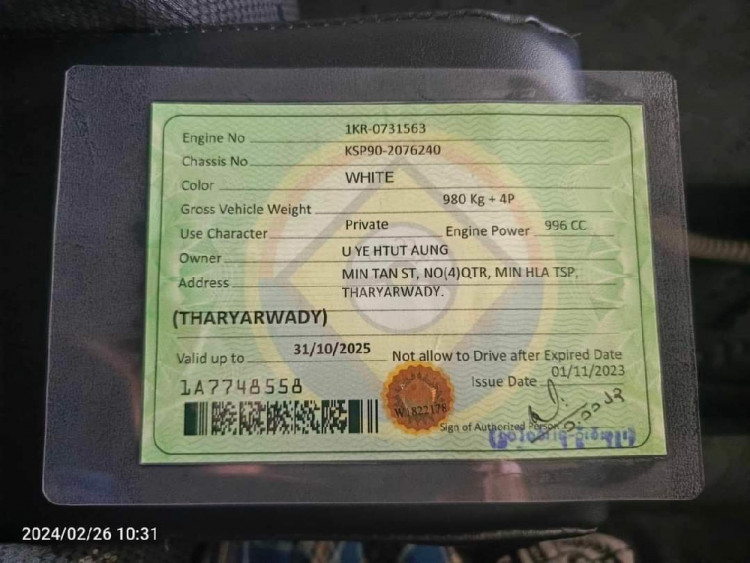 Engine No 1KR-0731563
Chassis No KSP90-2076240
Color WHITE
Gross Vehicle Weight 980 Kg + 4P
Use Character Private Engine Power 996 CC
Owner U YE HTUT AUNG
Address MIN TAN ST, NO(4)QTR, MIN HLA TSP,
THARYARWADY.
(THARYARWADY)
Valid up to 31/10/2025 Not allow to Drive after Expired Date
1A7748558 Issue Date 01/11/2023
W1822178
Sign of Authorized Person
2024/02/26 10:31